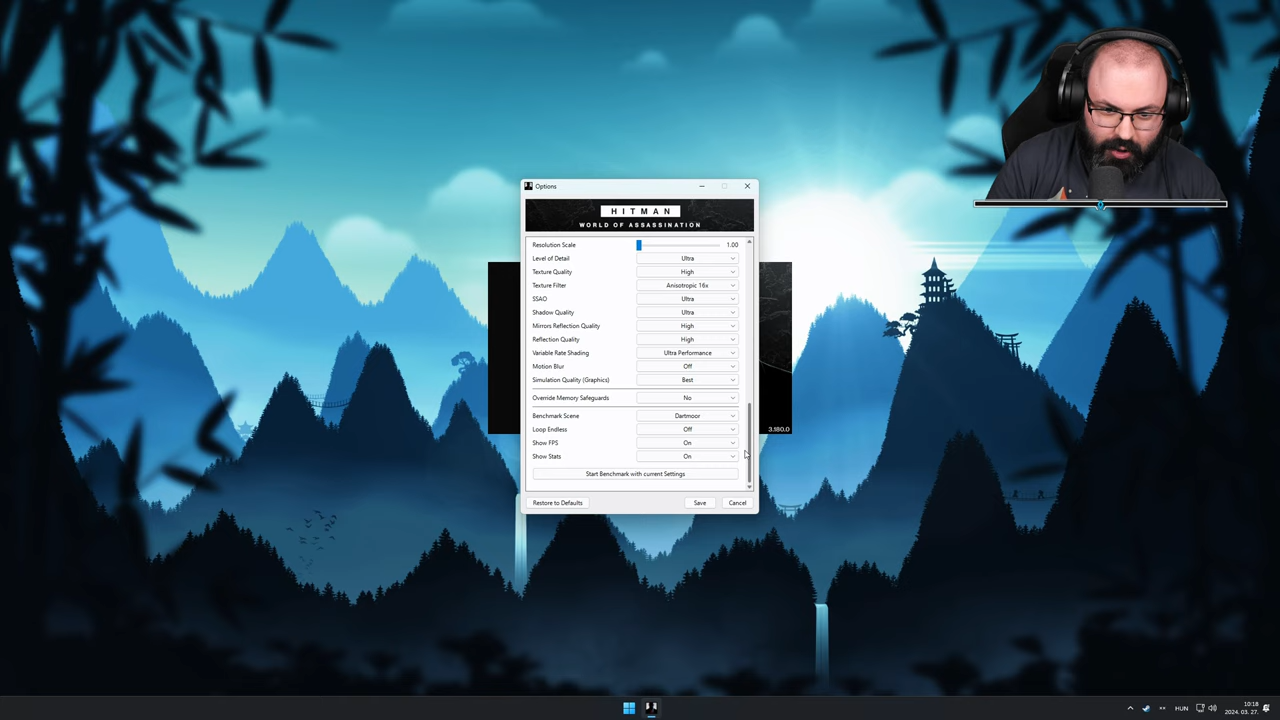 Options
HITMAN
WORLD OF ASSASSINATION
Resolution Scale 1.00
Level of Detail Ultra
Texture Quality High
Texture Filter Anisotropic 16x
SSAO Ultra
Shadow Quality Ultra
Mirrors Reflection Quality High
Reflection Quality High
Variable Rate Shading Ultra Performance
Motion Blur Off
Simulation Quality (Graphics) Best
Override Memory Safeguards No
Benchmark Scene Dartmoor
Loop Endless Off
Show FPS On
Show Stats On
Start Benchmark with current Settings
Restore to Defaults Save Cancel
3.180.0
HUN
10:18
2024. 03. 27.